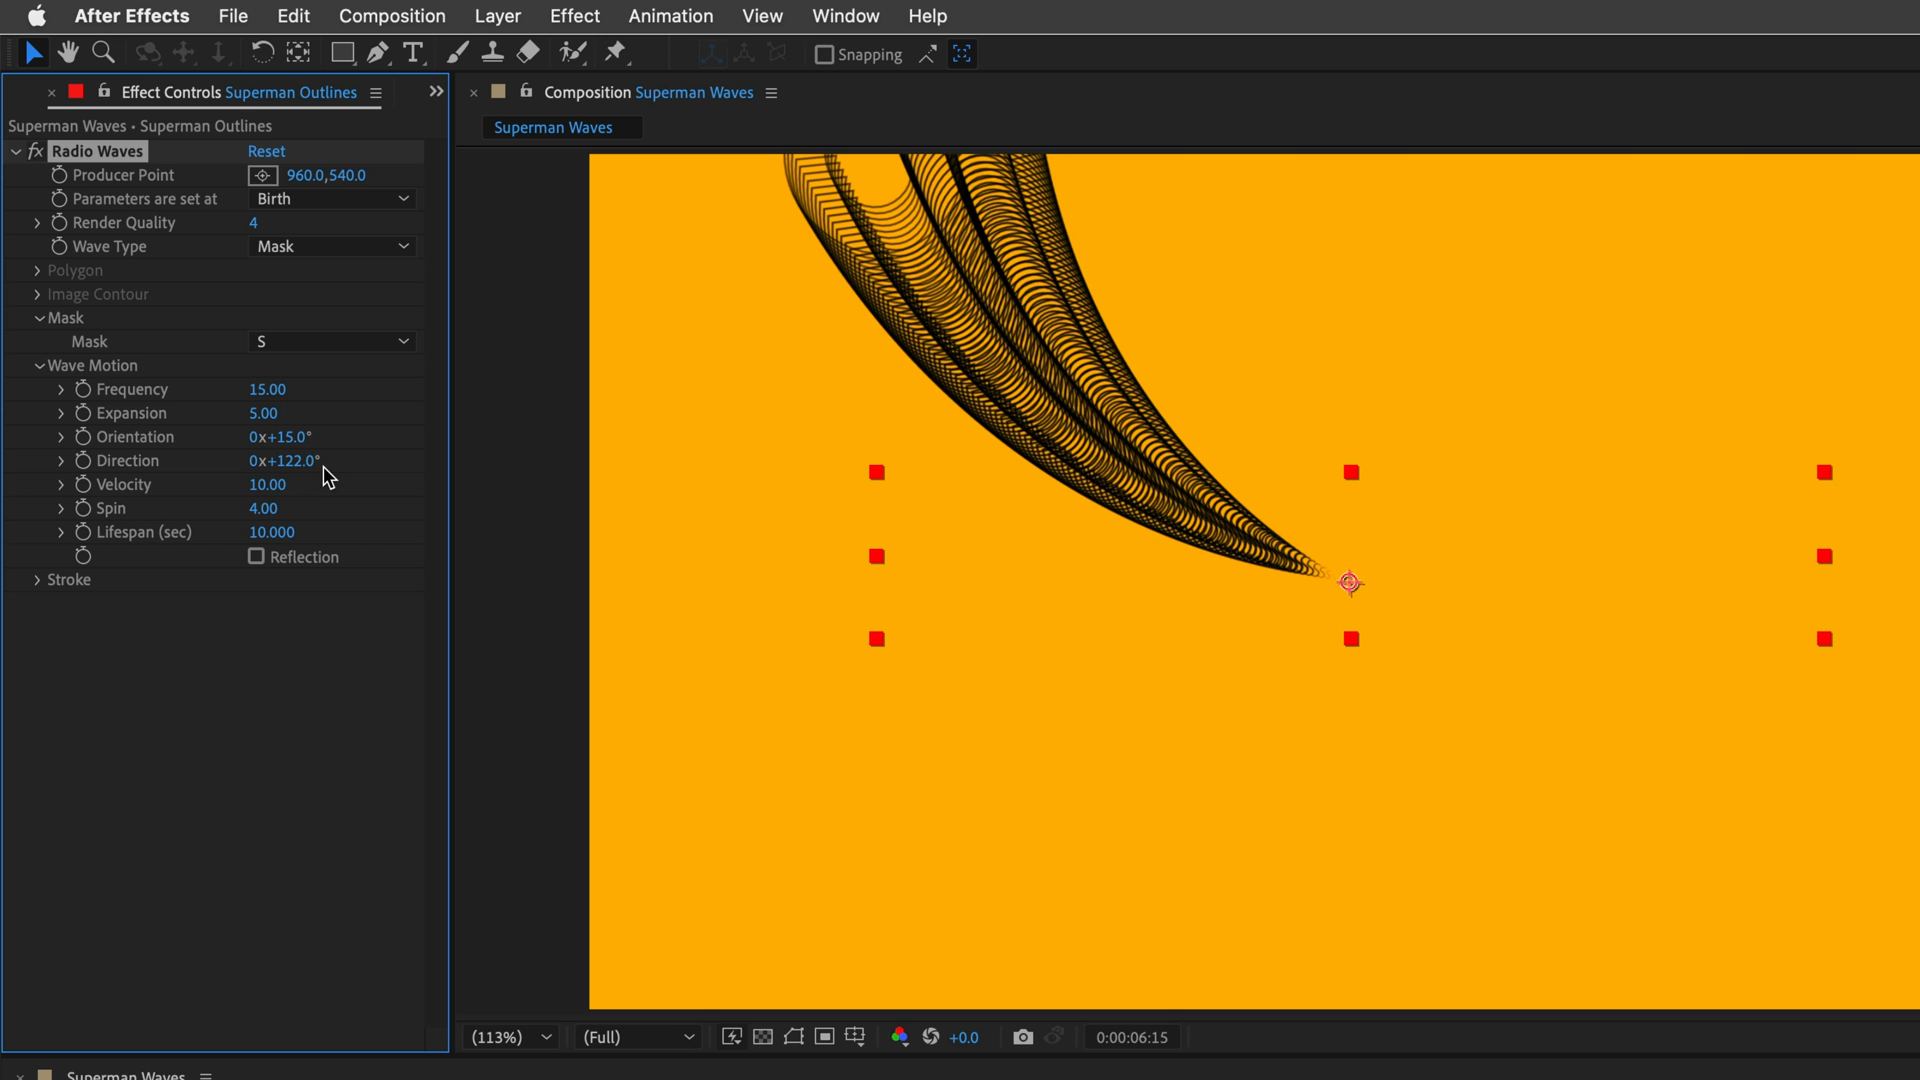 After Effects File Edit Composition Layer Effect Animation View Window Help
Snapping
Effect Controls Superman Outlines
Composition Superman Waves
Superman Waves • Superman Outlines
Superman Waves
fx Radio Waves Reset
Producer Point 960.0,540.0
Parameters are set at Birth
Render Quality 4
Wave Type Mask
Polygon
Image Contour
Mask
Mask S
Wave Motion
Frequency 15.00
Expansion 5.00
Orientation 0x+15.0°
Direction 0x+122.0°
Velocity 10.00
Spin 4.00
Lifespan (sec) 10.000
Reflection
Stroke
(113%) (Full) +0.0 0:00:06:15
Superman Waves